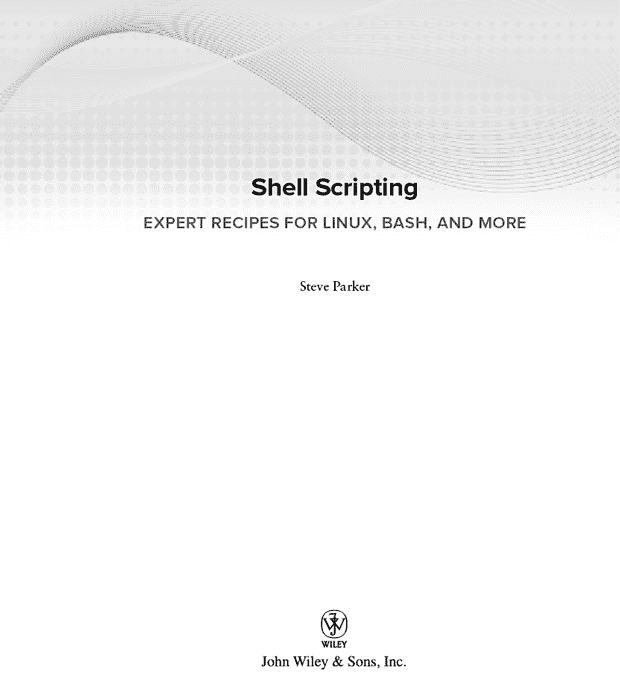 Shell Scripting
EXPERT RECIPES FOR LINUX, BASH, AND MORE
Steve Parker
WILEY
John Wiley & Sons, Inc.